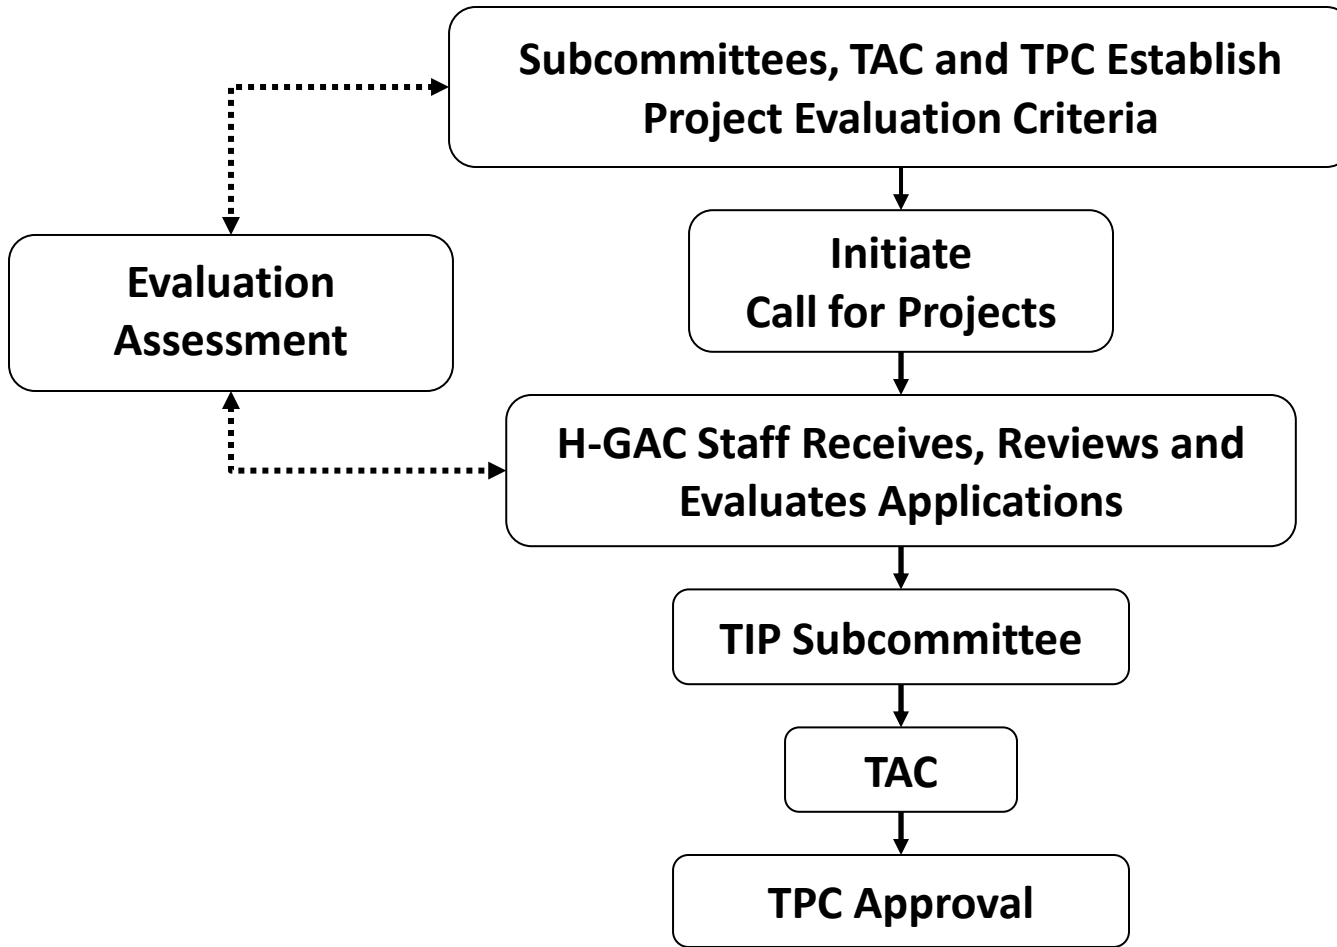 Subcommittees, TAC and TPC Establish
Project Evaluation Criteria
Initiate
Call for Projects
Evaluation
Assessment
H-GAC Staff Receives, Reviews and
Evaluates Applications
TIP Subcommittee
TAC
TPC Approval